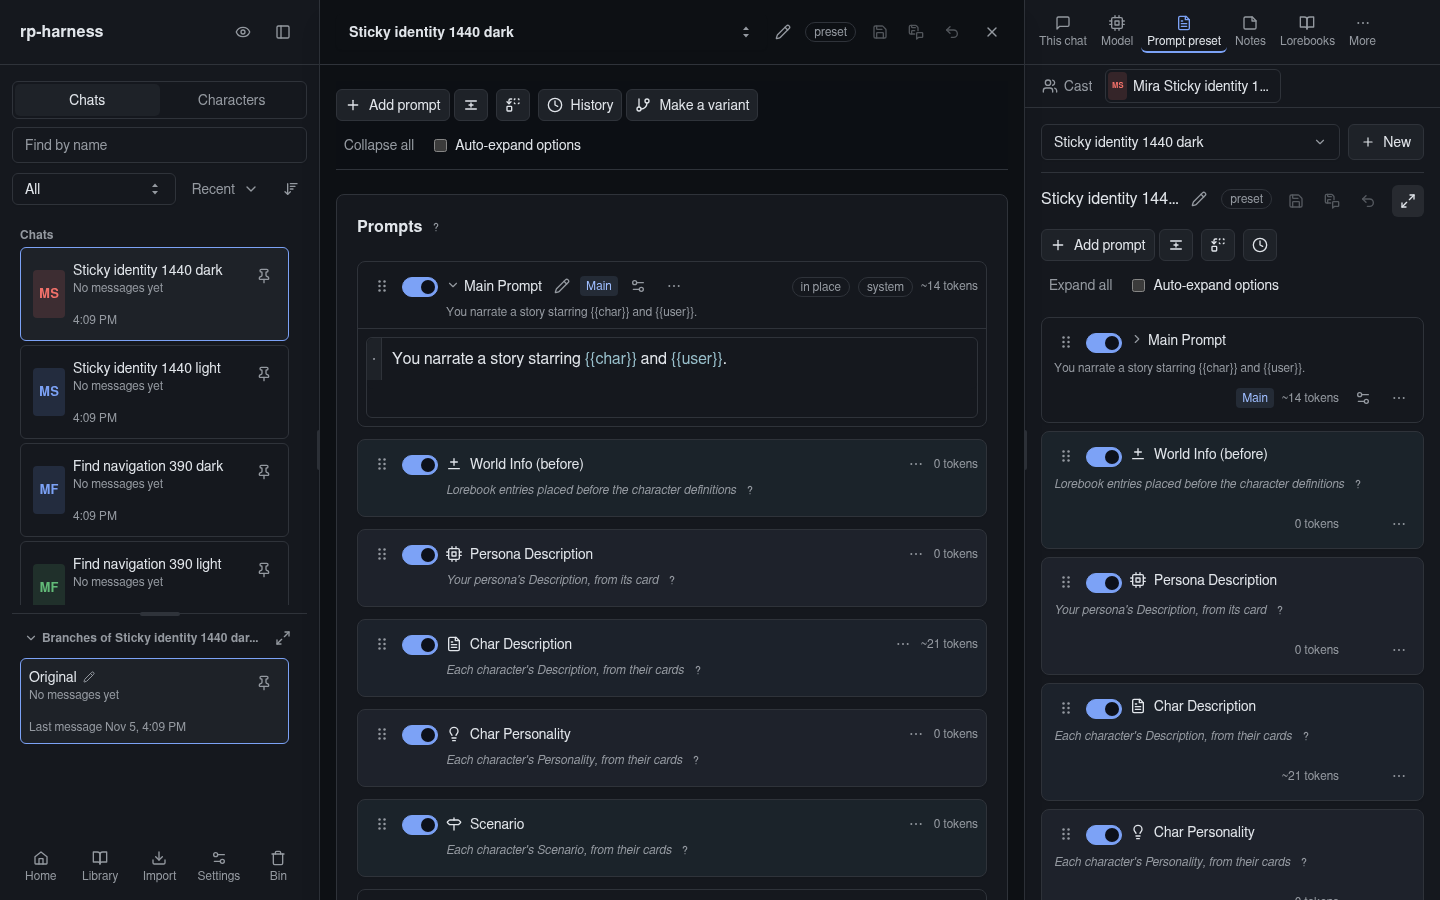 rp-harness
Chats
Characters
Find by name
All
Recent
Chats
MS
Sticky identity 1440 dark
No messages yet
4:09 PM
MS
Sticky identity 1440 light
No messages yet
4:09 PM
MF
Find navigation 390 dark
No messages yet
4:09 PM
MF
Find navigation 390 light
No messages yet
Branches of Sticky identity 1440 dar...
Original
No messages yet
Last message Nov 5, 4:09 PM
Home
Library
Import
Settings
Bin
Sticky identity 1440 dark
preset
Add prompt
History
Make a variant
Collapse all
Auto-expand options
Prompts ?
Main Prompt
Main
in place
system
~14 tokens
You narrate a story starring {{char}} and {{user}}.
You narrate a story starring {{char}} and {{user}}.
World Info (before)
0 tokens
Lorebook entries placed before the character definitions ?
Persona Description
0 tokens
Your persona's Description, from its card ?
Char Description
~21 tokens
Each character's Description, from their cards ?
Char Personality
0 tokens
Each character's Personality, from their cards ?
Scenario
0 tokens
Each character's Scenario, from their cards ?
This chat
Model
Prompt preset
Notes
Lorebooks
More
Cast
MS
Mira Sticky identity 1...
Sticky identity 1440 dark
New
Sticky identity 144...
preset
Add prompt
Expand all
Auto-expand options
Main Prompt
You narrate a story starring {{char}} and {{user}}.
Main
~14 tokens
World Info (before)
Lorebook entries placed before the character definitions ?
0 tokens
Persona Description
Your persona's Description, from its card ?
0 tokens
Char Description
Each character's Description, from their cards ?
~21 tokens
Char Personality
Each character's Personality, from their cards ?